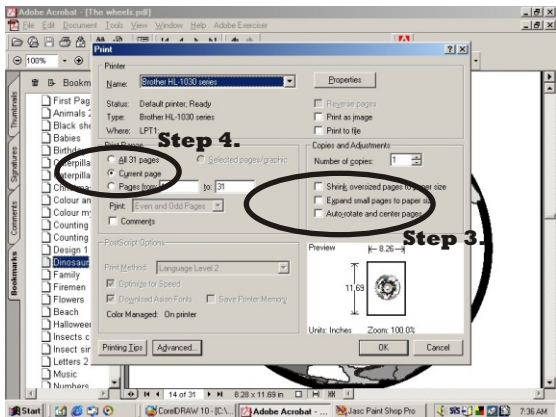 Adobe Acrobat - [The wheels.pdf]
File Edit Document Tools View Window Help Adobe Exerciser
100%
Bookm
Thumbnails
Signatures
Comments
Bookmarks
First Pag
Animals 2
Black she
Babies
Birthday
Caterpilla
Caterpilla
Christmas
Colour an
Colour my
Counting
Counting
Design 1
Dinosaur
Family
Firemen
Flowers
Beach
Halloween
Insects c
Insect sir
Letters 2
Music
Numbers
Print
Printer
Name: Brother HL-1030 series
Properties
Status: Default printer; Ready
Type: Brother HL-1030 series
Where: LPT1:
Reverse pages
Print as image
Print to file
Step 4.
Print Range
All 31 pages
Selected pages/graphic
Current page
Pages from: to: 31
Print: Even and Odd Pages
Comments
Copies and Adjustments
Number of copies: 1
Shrink oversized pages to paper size
Expand small pages to paper size
Auto-rotate and center pages
Step 3.
PostScript Options
Print Method: Language Level 2
Optimize for Speed
Download Asian Fonts Save Printer Memory
Color Managed: On printer
Preview
8.26
11.69
Units: Inches Zoom: 100.0%
Printing Tips Advanced...
OK Cancel
14 of 31 8.28 x 11.69 in
Start CorelDRAW 10 - [C:\... Adobe Acrobat - ... Jasc Paint Shop Pro 7:36 AM